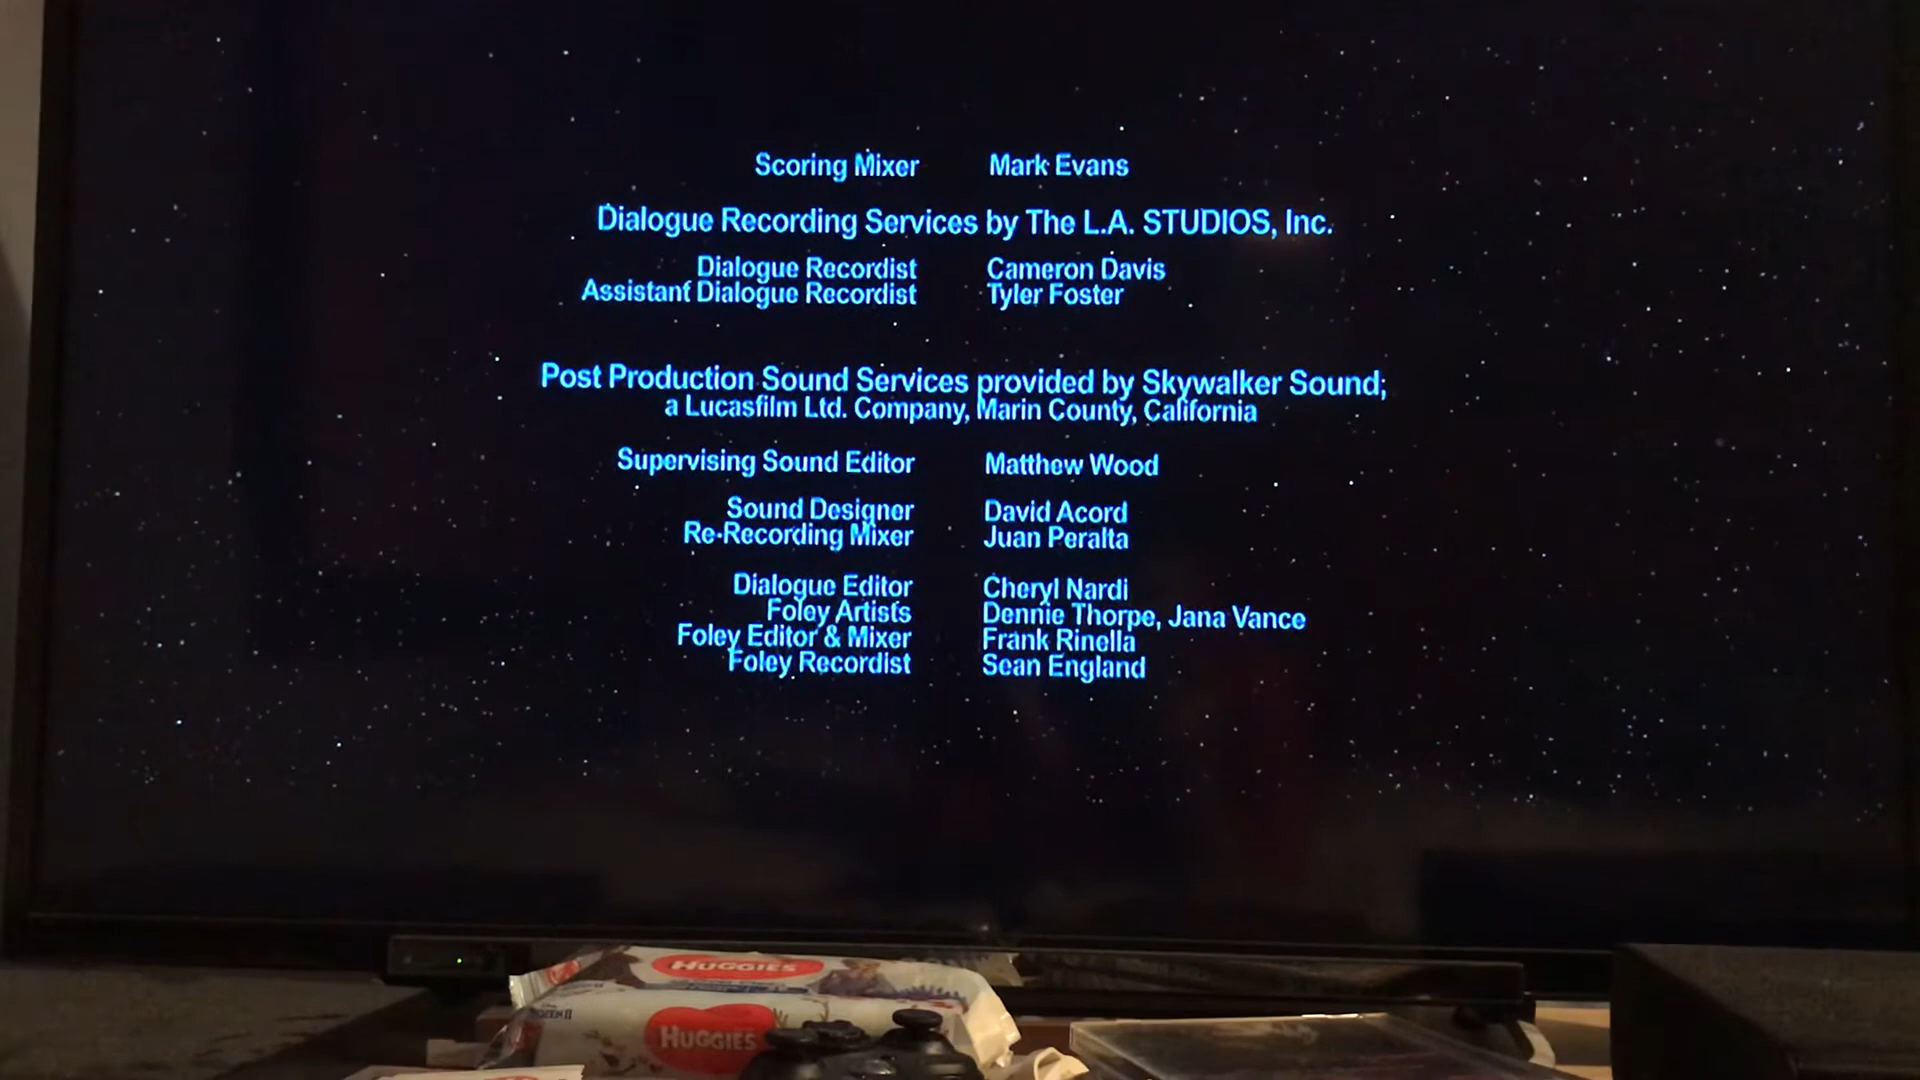 Scoring Mixer Mark Evans
Dialogue Recording Services by The L.A. STUDIOS, Inc.
Dialogue Recordist Cameron Davis
Assistant Dialogue Recordist Tyler Foster
Post Production Sound Services provided by Skywalker Sound,
a Lucasfilm Ltd. Company, Marin County, California
Supervising Sound Editor Matthew Wood
Sound Designer David Acord
Re-Recording Mixer Juan Peralta
Dialogue Editor Cheryl Nardi
Foley Artists Dennie Thorpe, Jana Vance
Foley Editor & Mixer Frank Rinella
Foley Recordist Sean England
HUGGIES
HUGGIES